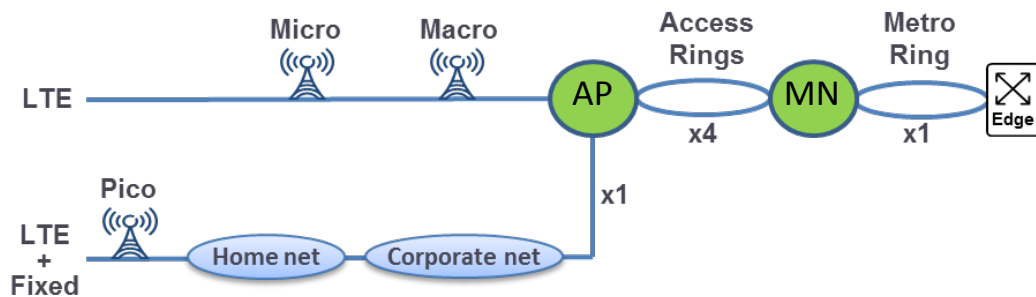 Micro
Macro
Access
Rings
Metro
Ring
LTE
AP
MN
x4
x1
Edge
Pico
x1
LTE
+
Fixed
Home net
Corporate net